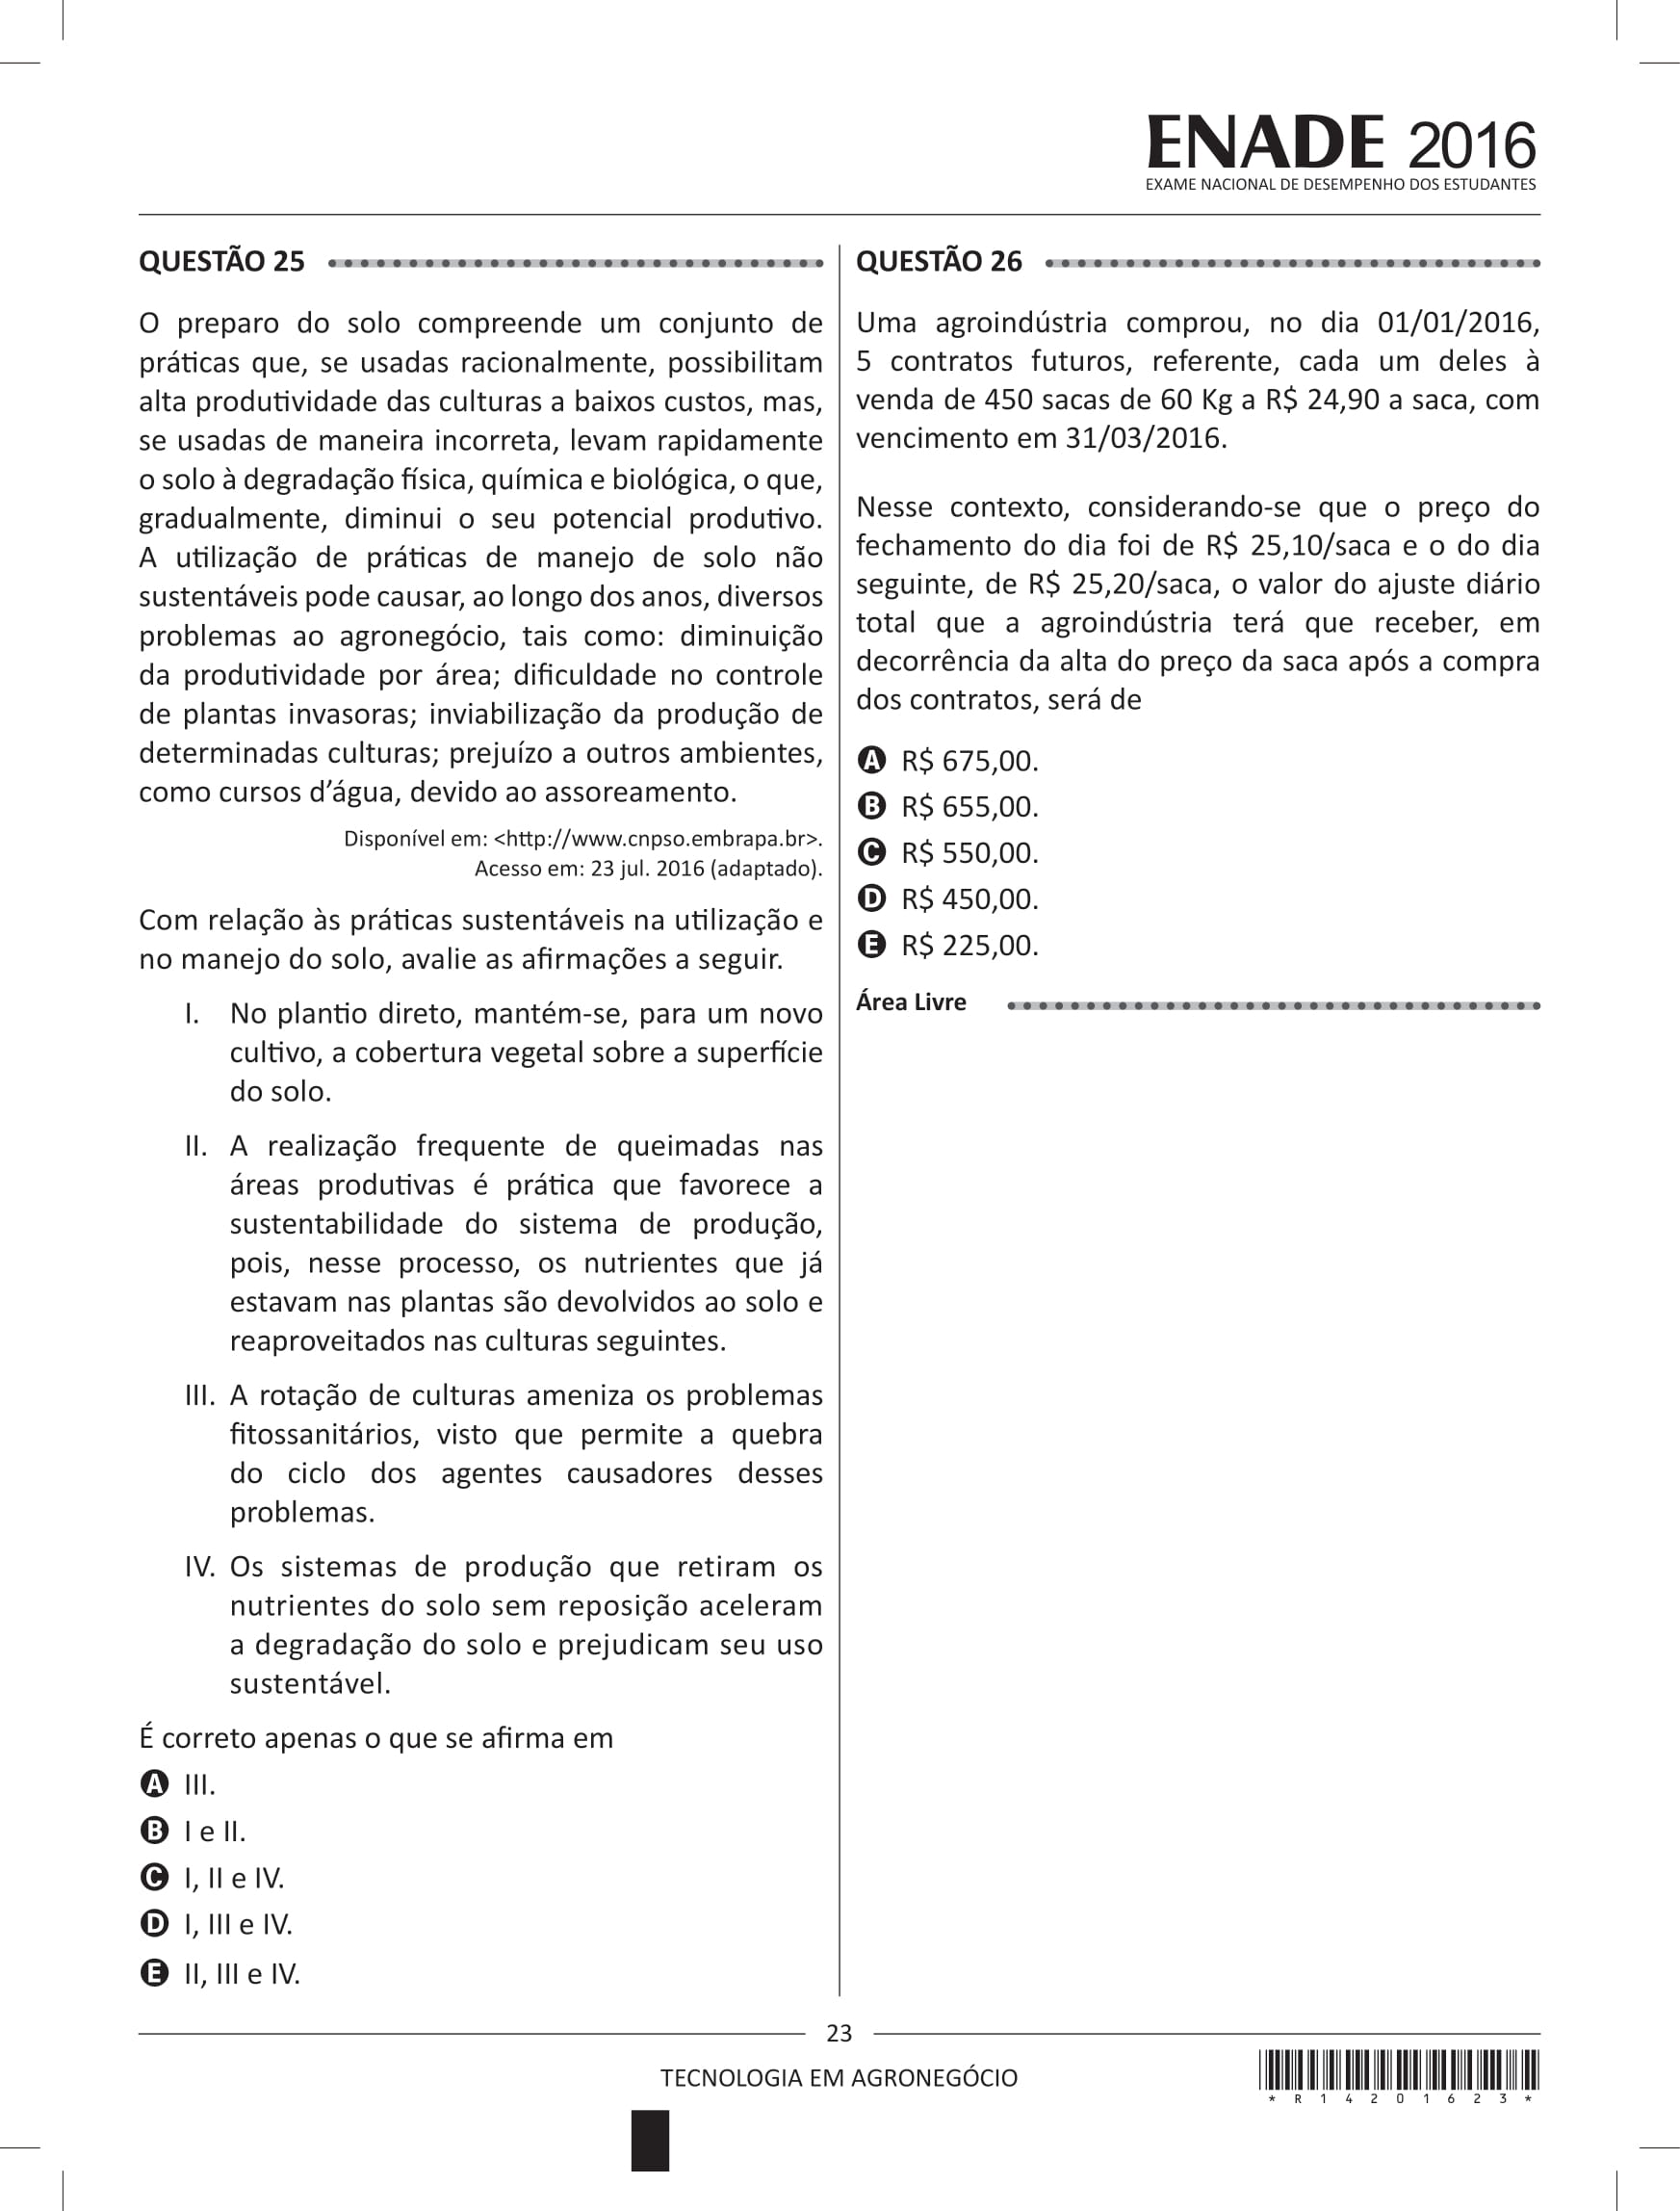 ENADE 2016
EXAME NACIONAL DE DESEMPENHO DOS ESTUDANTES
QUESTÃO 25
O preparo do solo compreende um conjunto de
práticas que, se usadas racionalmente, possibilitam
alta produtividade das culturas a baixos custos, mas,
se usadas de maneira incorreta, levam rapidamente
o solo à degradação física, química e biológica, o que,
gradualmente, diminui o seu potencial produtivo.
A utilização de práticas de manejo de solo não
sustentáveis pode causar, ao longo dos anos, diversos
problemas ao agronegócio, tais como: diminuição
da produtividade por área; dificuldade no controle
de plantas invasoras; inviabilização da produção de
determinadas culturas; prejuízo a outros ambientes,
como cursos d’água, devido ao assoreamento.
Disponível em: <http://www.cnpso.embrapa.br>.
Acesso em: 23 jul. 2016 (adaptado).
Com relação às práticas sustentáveis na utilização e
no manejo do solo, avalie as afirmações a seguir.
I. No plantio direto, mantém-se, para um novo
cultivo, a cobertura vegetal sobre a superfície
do solo.
II. A realização frequente de queimadas nas
áreas produtivas é prática que favorece a
sustentabilidade do sistema de produção,
pois, nesse processo, os nutrientes que já
estavam nas plantas são devolvidos ao solo e
reaproveitados nas culturas seguintes.
III. A rotação de culturas ameniza os problemas
fitossanitários, visto que permite a quebra
do ciclo dos agentes causadores desses
problemas.
IV. Os sistemas de produção que retiram os
nutrientes do solo sem reposição aceleram
a degradação do solo e prejudicam seu uso
sustentável.
É correto apenas o que se afirma em
A III.
B I e II.
C I, II e IV.
D I, III e IV.
E II, III e IV.
QUESTÃO 26
Uma agroindústria comprou, no dia 01/01/2016,
5 contratos futuros, referente, cada um deles à
venda de 450 sacas de 60 Kg a R$ 24,90 a saca, com
vencimento em 31/03/2016.
Nesse contexto, considerando-se que o preço do
fechamento do dia foi de R$ 25,10/saca e o do dia
seguinte, de R$ 25,20/saca, o valor do ajuste diário
total que a agroindústria terá que receber, em
decorrência da alta do preço da saca após a compra
dos contratos, será de
A R$ 675,00.
B R$ 655,00.
C R$ 550,00.
D R$ 450,00.
E R$ 225,00.
Área Livre
23
TECNOLOGIA EM AGRONEGÓCIO
* R 1 4 2 0 1 6 2 3 *